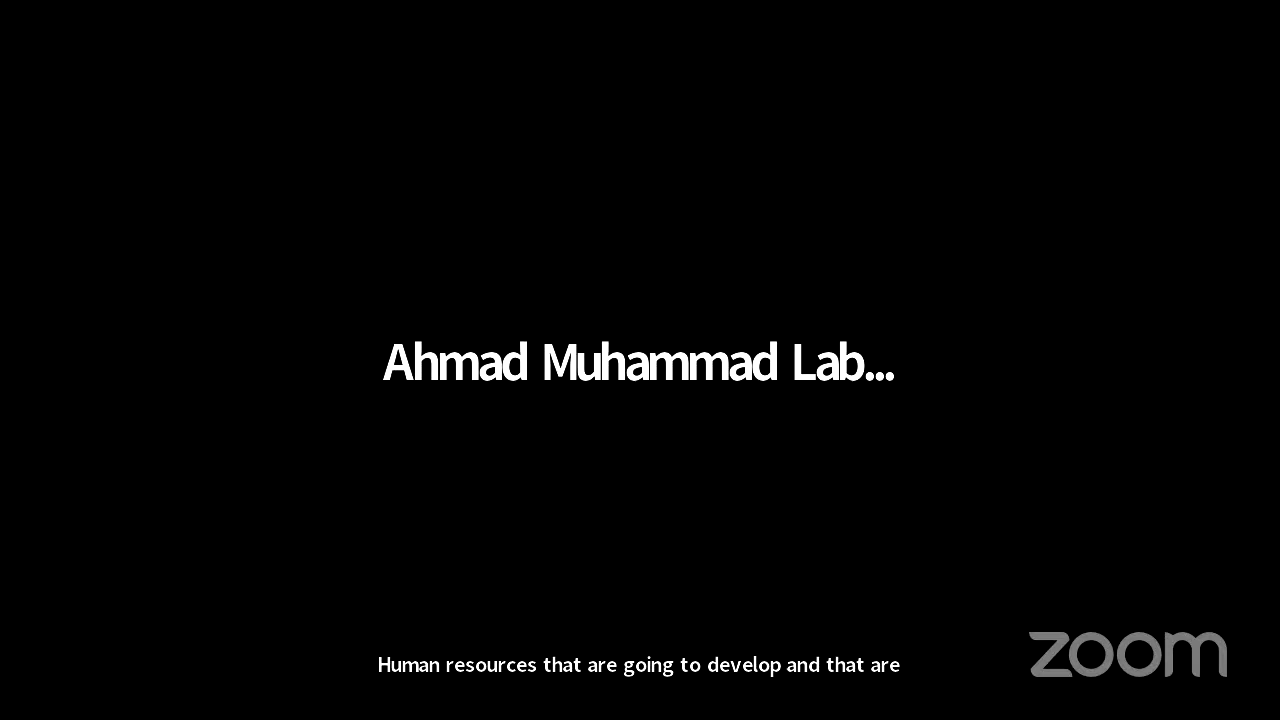 Ahmad Muhammad Lab...
Human resources that are going to develop and that are
zoom